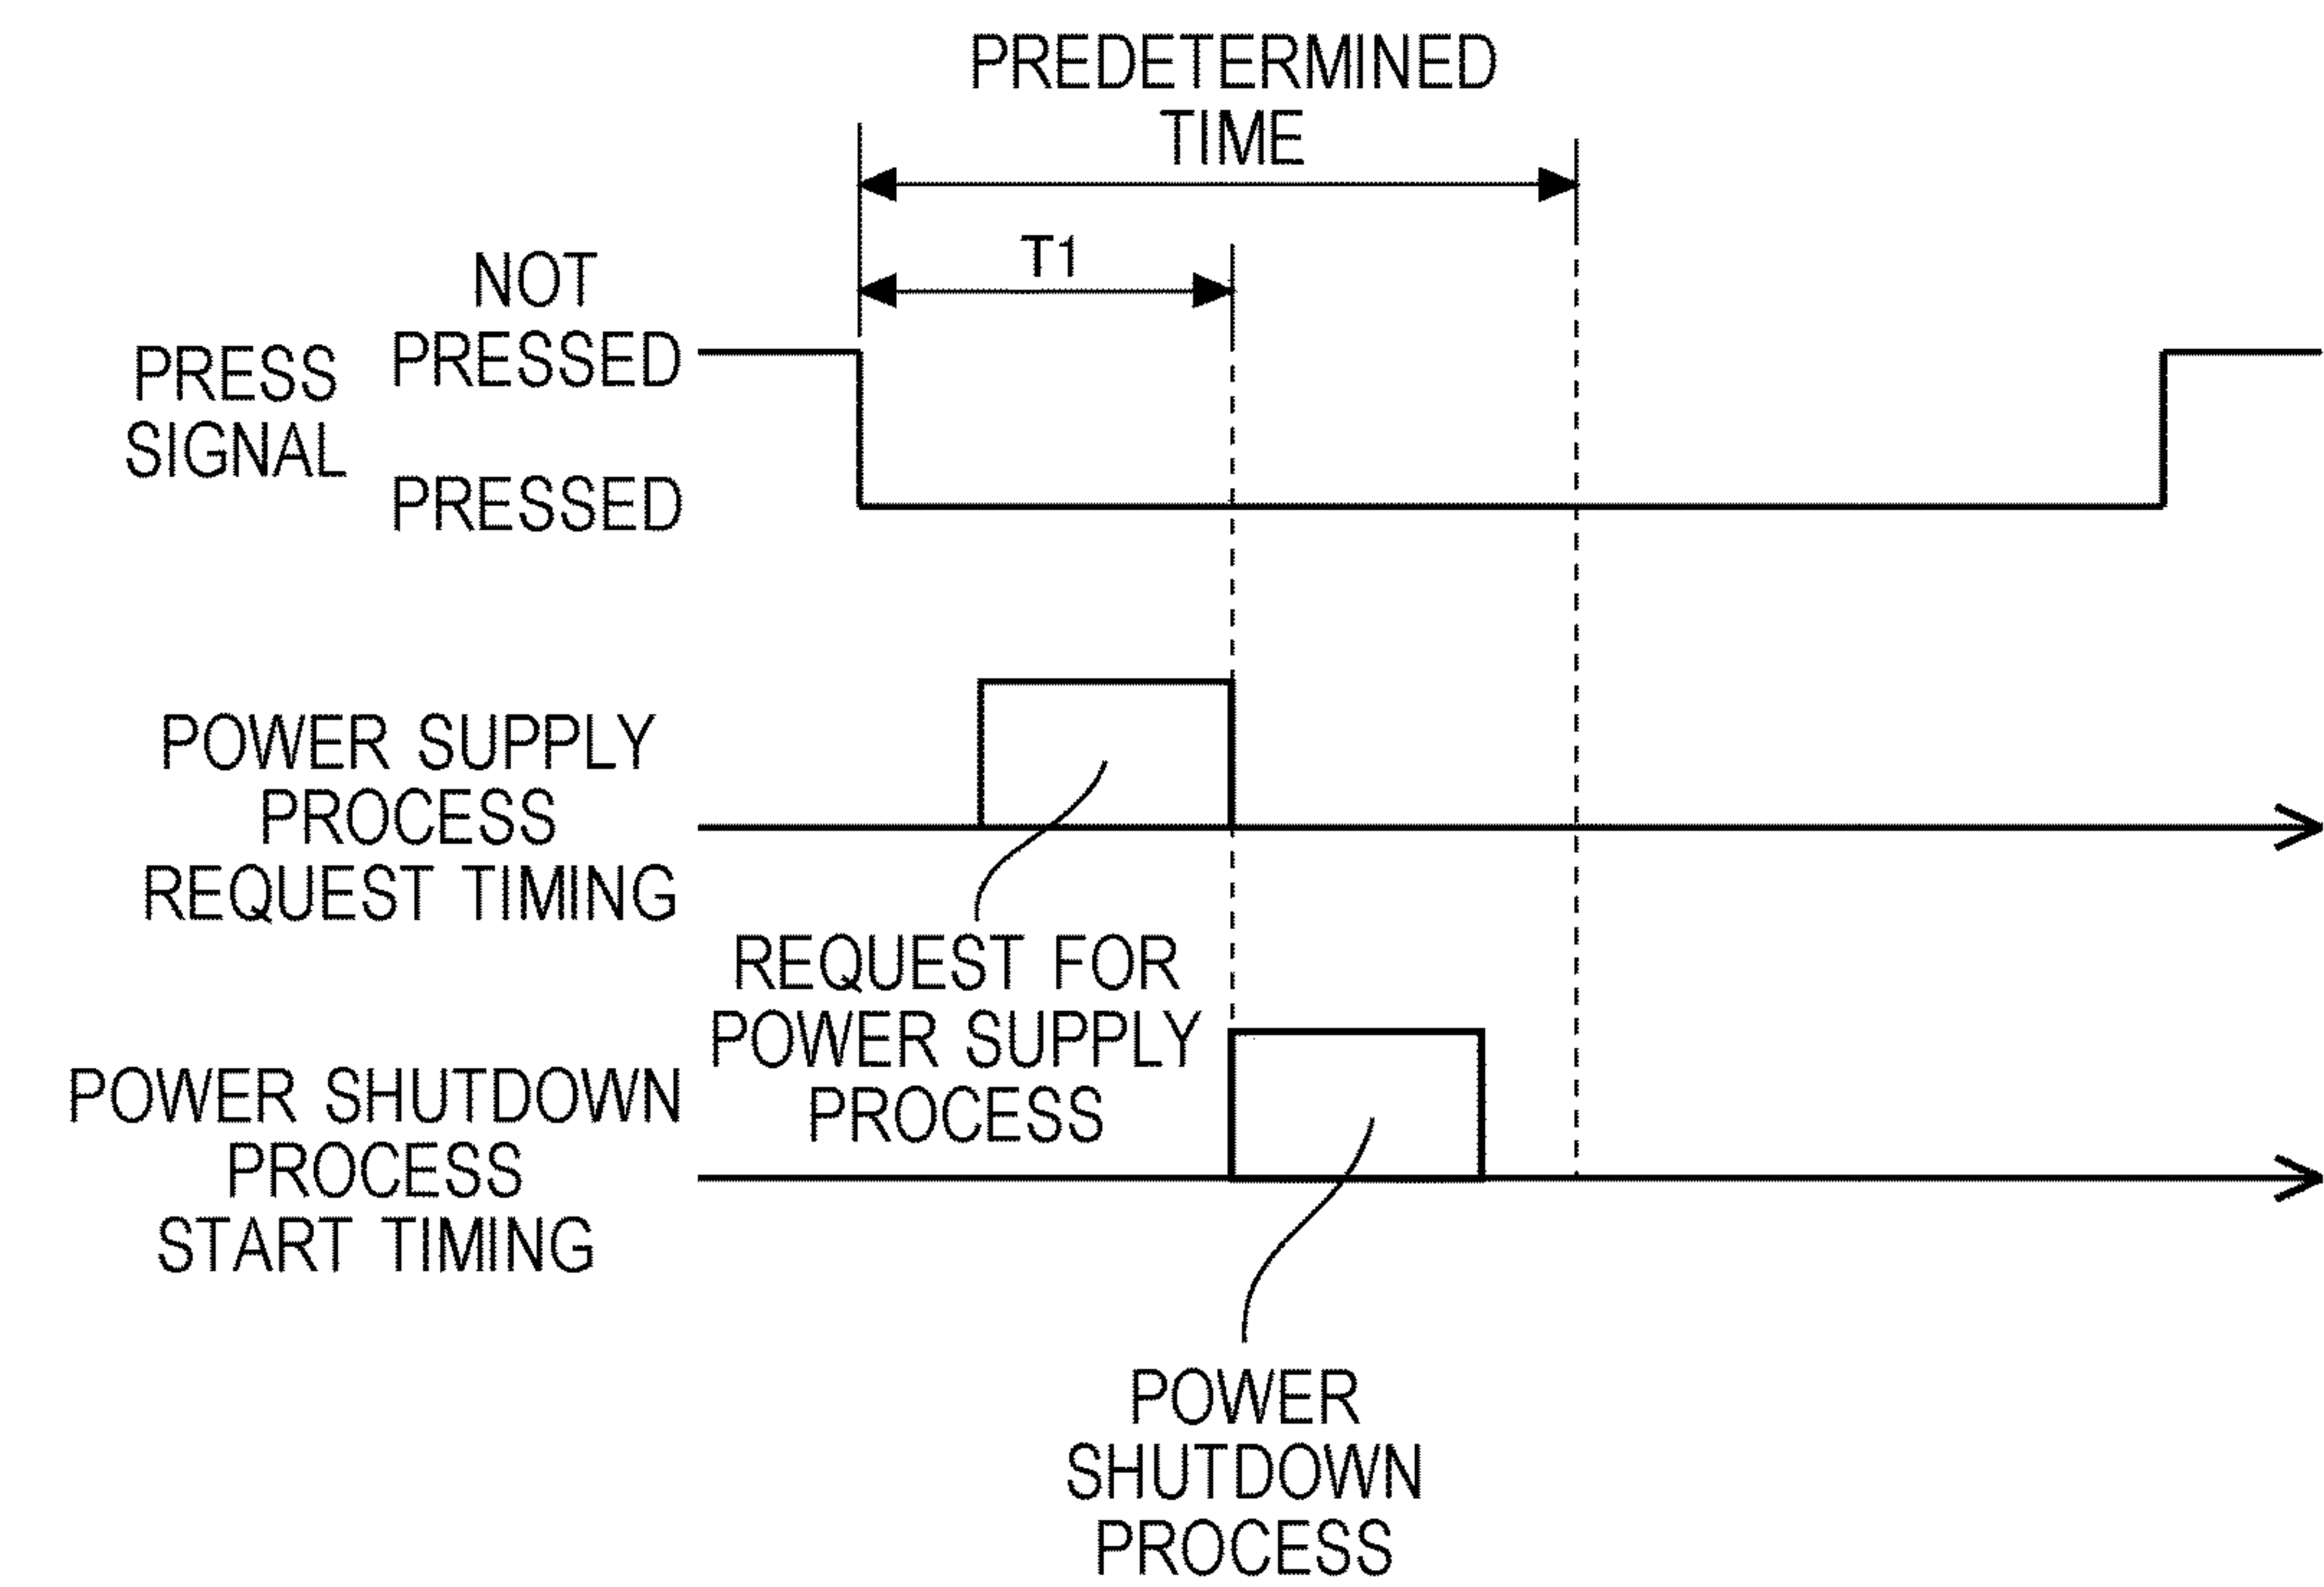 PREDETERMINED
TIME
T1
NOT
PRESSED
PRESS
SIGNAL
PRESSED
POWER SUPPLY
PROCESS
REQUEST TIMING
REQUEST FOR
POWER SUPPLY
PROCESS
POWER SHUTDOWN
PROCESS
START TIMING
POWER
SHUTDOWN
PROCESS